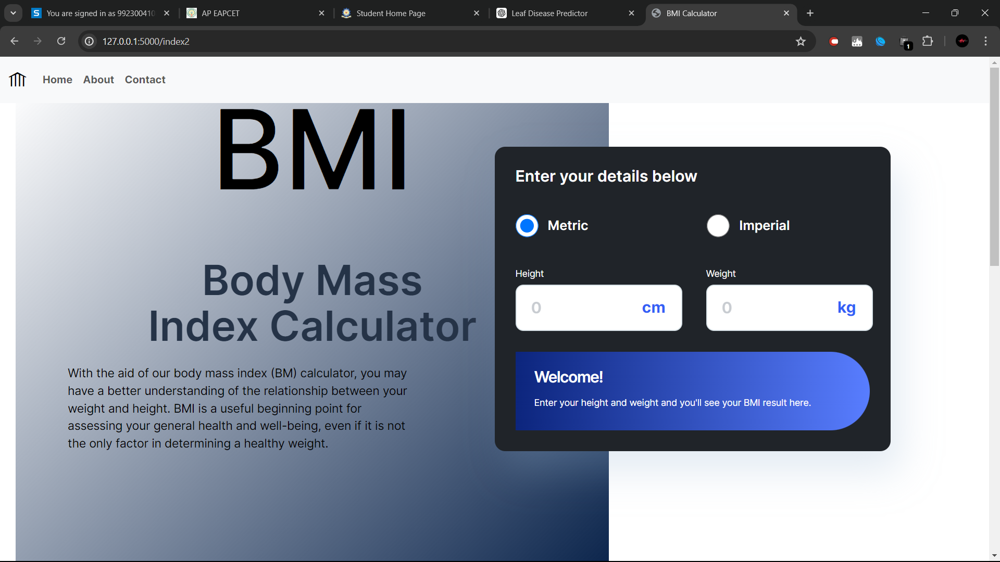 You are signed in as 992300410
AP EAPCET
Student Home Page
Leaf Disease Predictor
BMI Calculator
127.0.0.1:5000/index2
1
Home About Contact
BMI
Body Mass
Index Calculator
With the aid of our body mass index (BM) calculator, you may
have a better understanding of the relationship between your
weight and height. BMI is a useful beginning point for
assessing your general health and well-being, even if it is not
the only factor in determining a healthy weight.
Enter your details below
Metric Imperial
Height Weight
0 cm 0 kg
Welcome!
Enter your height and weight and you'll see your BMI result here.